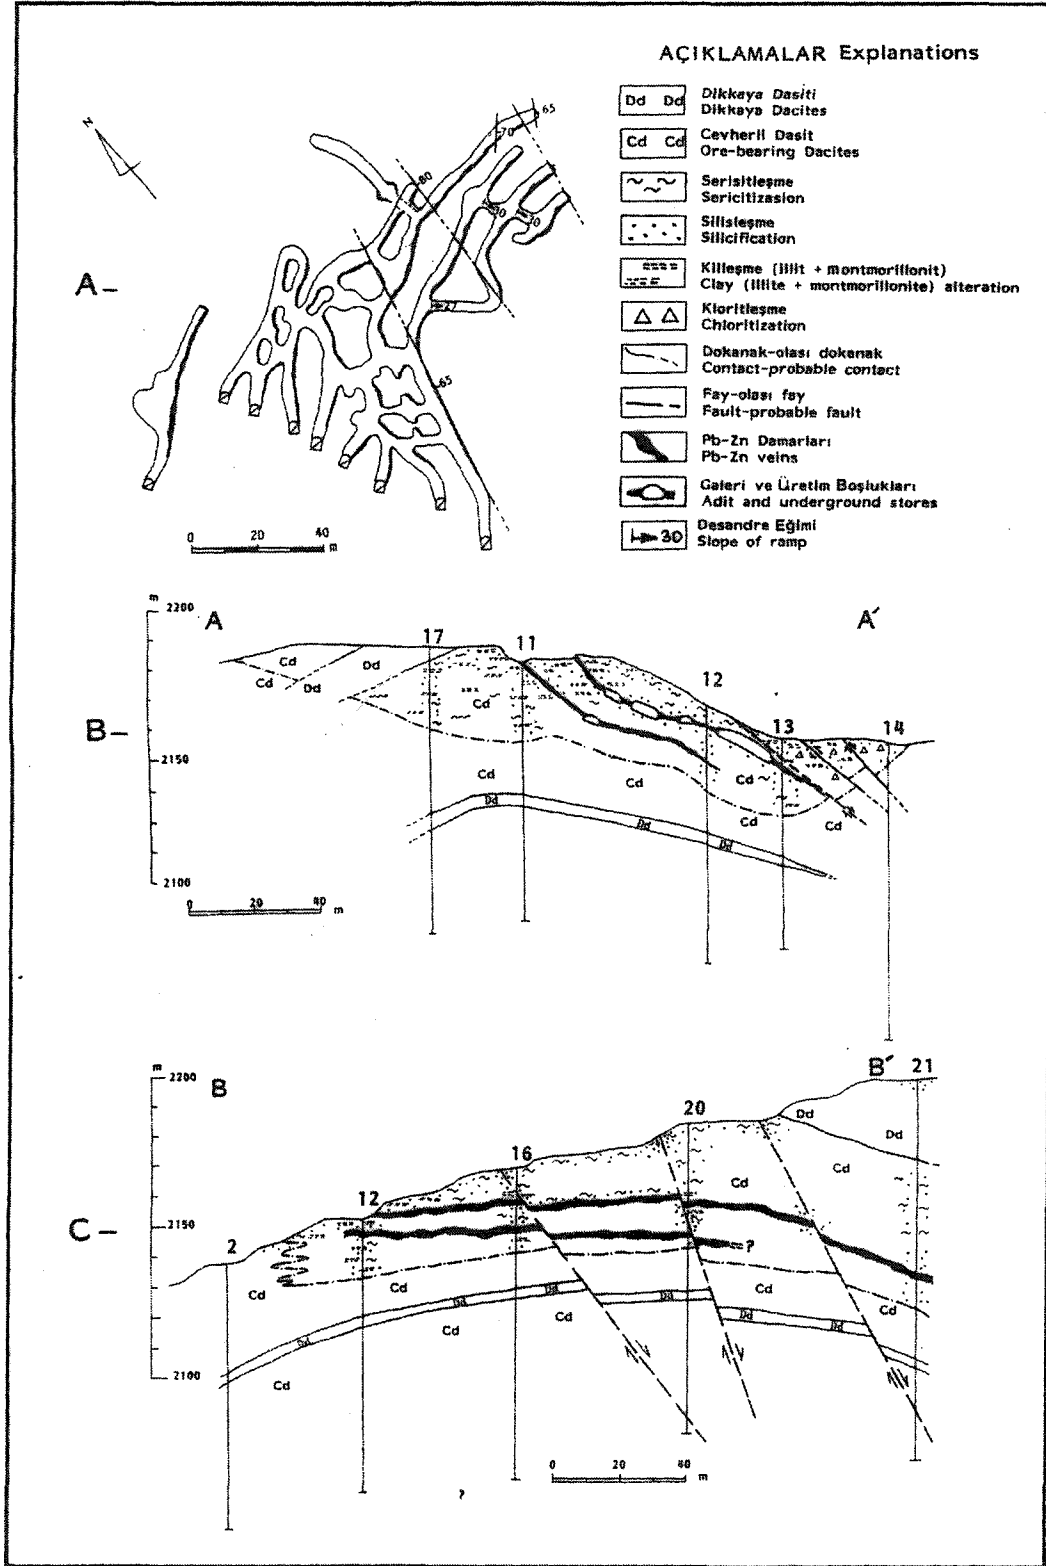 AÇIKLAMALAR Explanations
Dd Dd
Dikkaya Dasiti
Dikkaya Dacites
Cd Cd
Cevherli Dasit
Ore-bearing Dacites
Serisitleşme
Sericitizasion
Silisleşme
Silicification
Killeşme (illit + montmorillonit)
Clay (illite + montmorillonite) alteration
Kloritleşme
Chloritization
Dokanak-olası dokanak
Contact-probable contact
Fay-olası fay
Fault-probable fault
Pb-Zn Damarları
Pb-Zn veins
Galeri ve Üretim Boşlukları
Adit and underground stores
30
Desandre Eğimi
Slope of ramp
N
65
70
80
30
30
27
65
A-
0 20 40
m
m
2200
2150
2100
A
A´
B-
17
11
12
13
14
Cd
Dd
Cd
Dd
Cd
Cd
Cd
Cd
Cd
Cd
Dd
Dd
Dd
0 20 40
m
m
2200
2150
2100
B
B´
C-
2
12
16
20
21
Dd
Dd
Cd
Cd
?
Cd
Cd
Cd
Cd
Dd
Dd
Dd
Dd
Dd
Dd
Cd
Cd
Cd
0 20 40
m
?